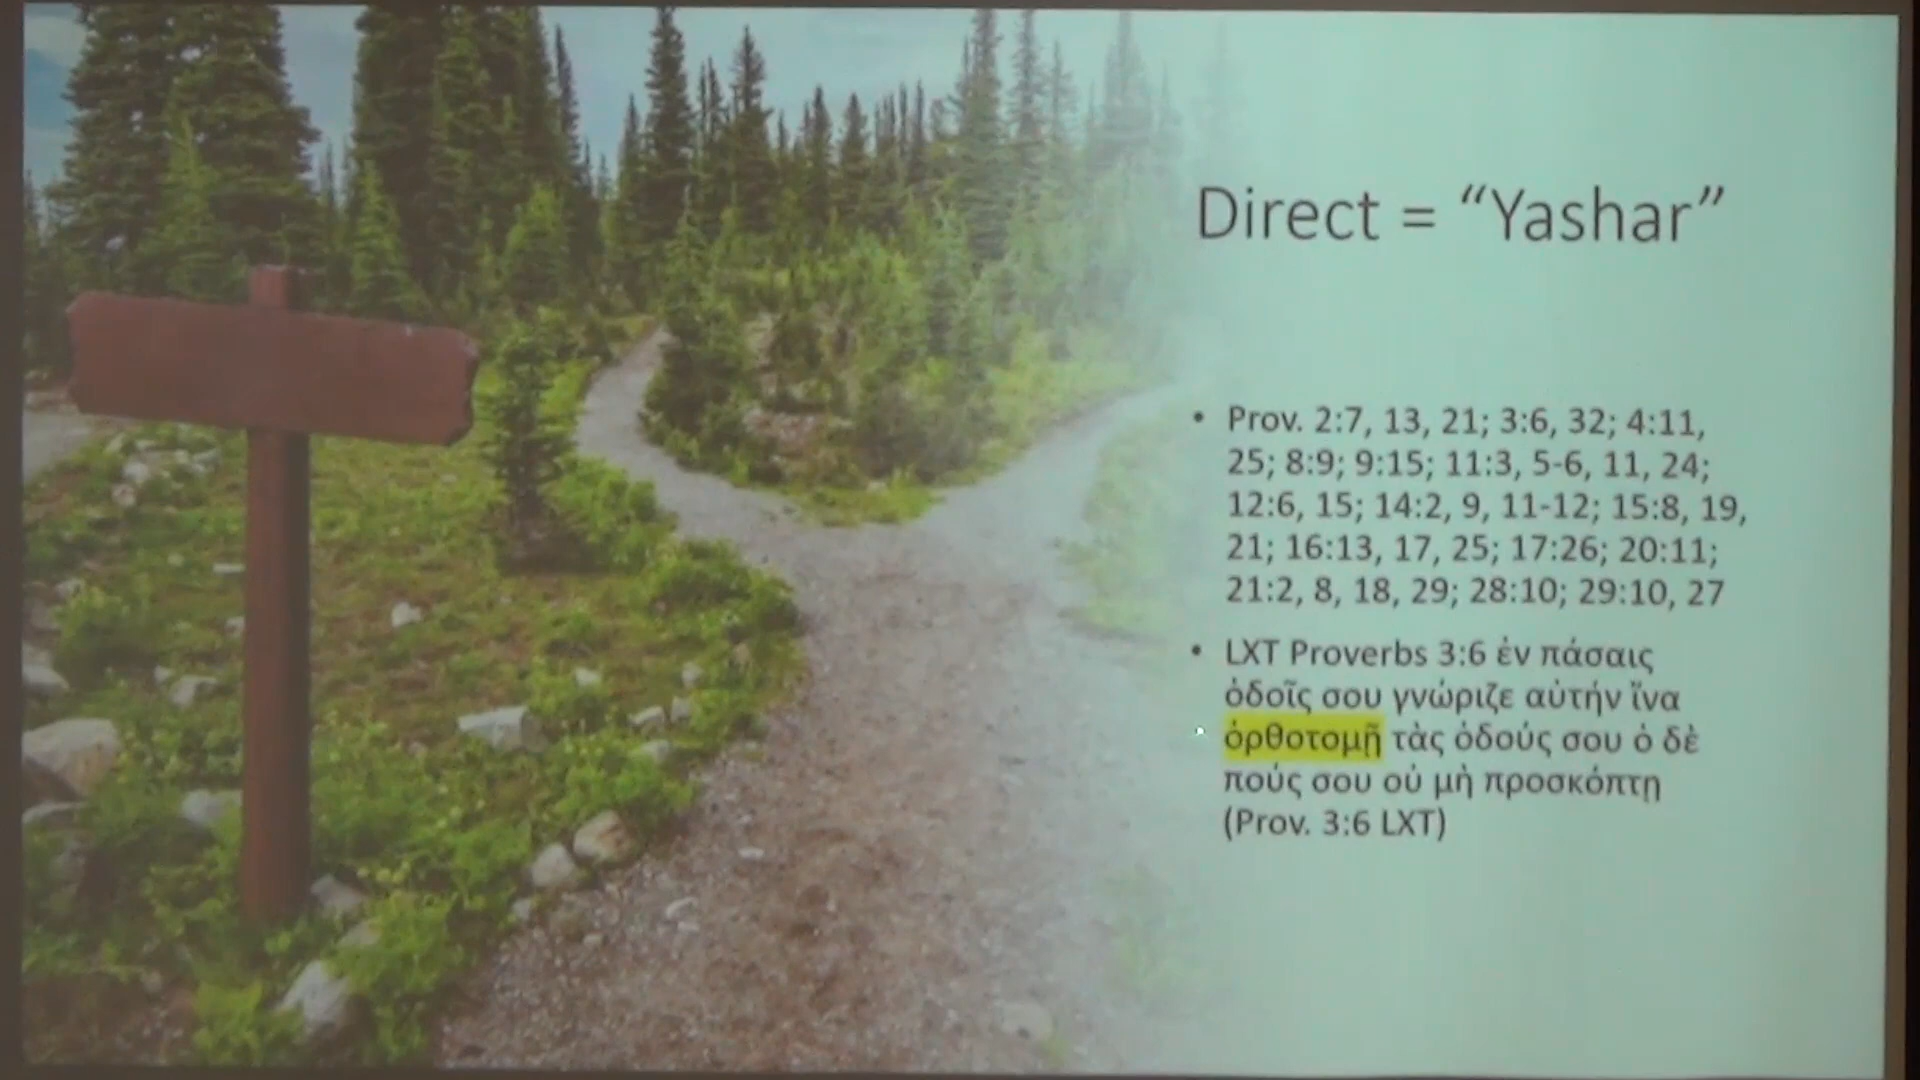 Direct = “Yashar”
• Prov. 2:7, 13, 21; 3:6, 32; 4:11,
25; 8:9; 9:15; 11:3, 5-6, 11, 24;
12:6, 15; 14:2, 9, 11-12; 15:8, 19,
21; 16:13, 17, 25; 17:26; 20:11;
21:2, 8, 18, 29; 28:10; 29:10, 27
• LXT Proverbs 3:6 ἐν πάσαις
ὁδοῖς σου γνώριζε αὐτήν ἵνα
ὀρθοτομῇ τὰς ὁδούς σου ὁ δὲ
πούς σου οὐ μὴ προσκόπτῃ
(Prov. 3:6 LXT)